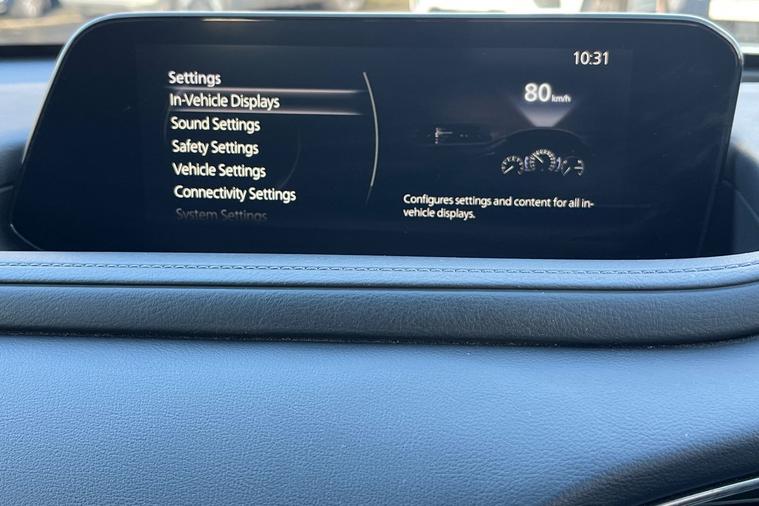 10:31
Settings
In-Vehicle Displays
Sound Settings
Safety Settings
Vehicle Settings
Connectivity Settings
System Settings
80 km/h
Configures settings and content for all in-
vehicle displays.